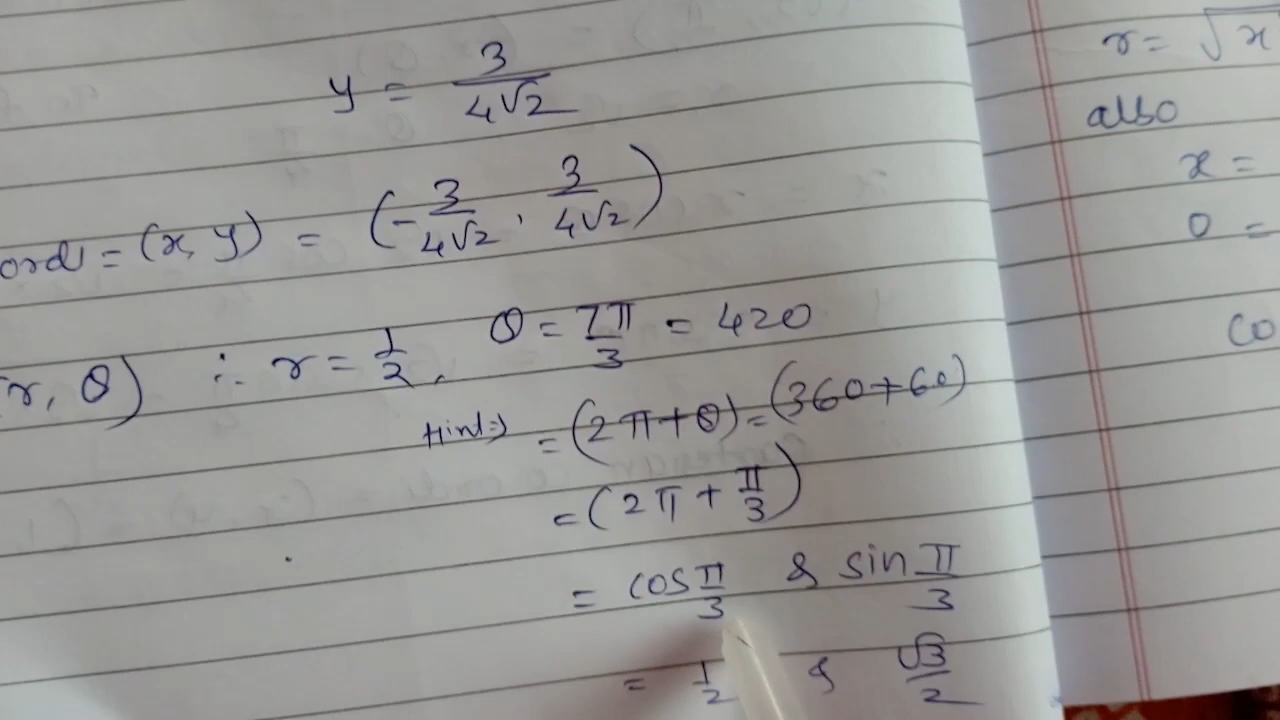 y = 3/4√2
ord = (x, y) = (-3/4√2, 3/4√2)
(r, θ) ∴ r = 1/2, θ = 7π/3 = 420
Hint ⇒ = (2π+θ) = (360+60)
= (2π + π/3)
= cos π/3 & sin π/3
= 1/2 & √3/2
r = √x
also
x =
0 =
co